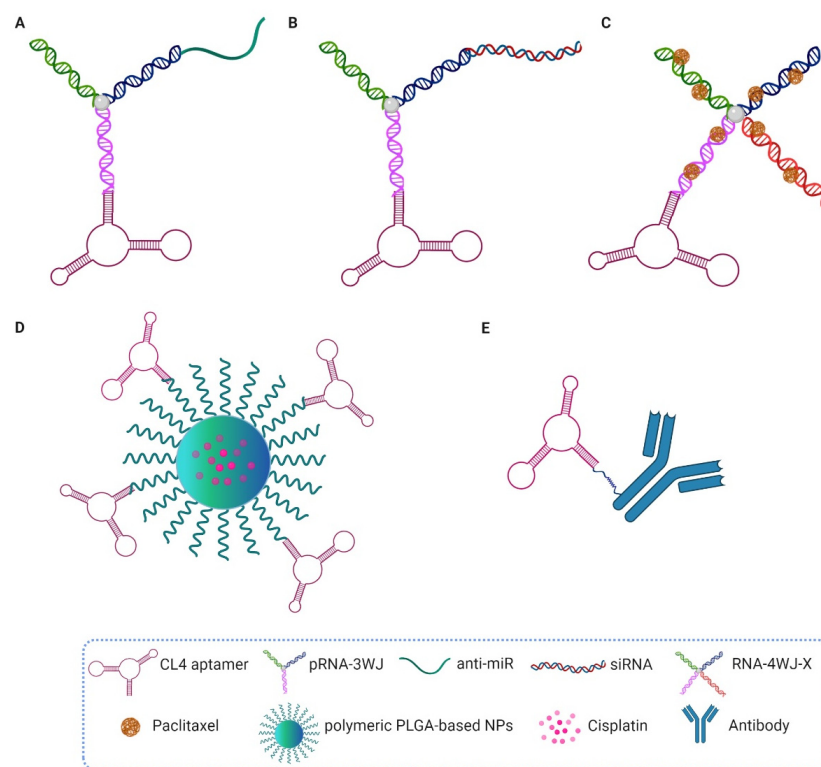 A
B
C
D
E
CL4 aptamer
pRNA-3WJ
anti-miR
siRNA
RNA-4WJ-X
Paclitaxel
polymeric PLGA-based NPs
Cisplatin
Antibody